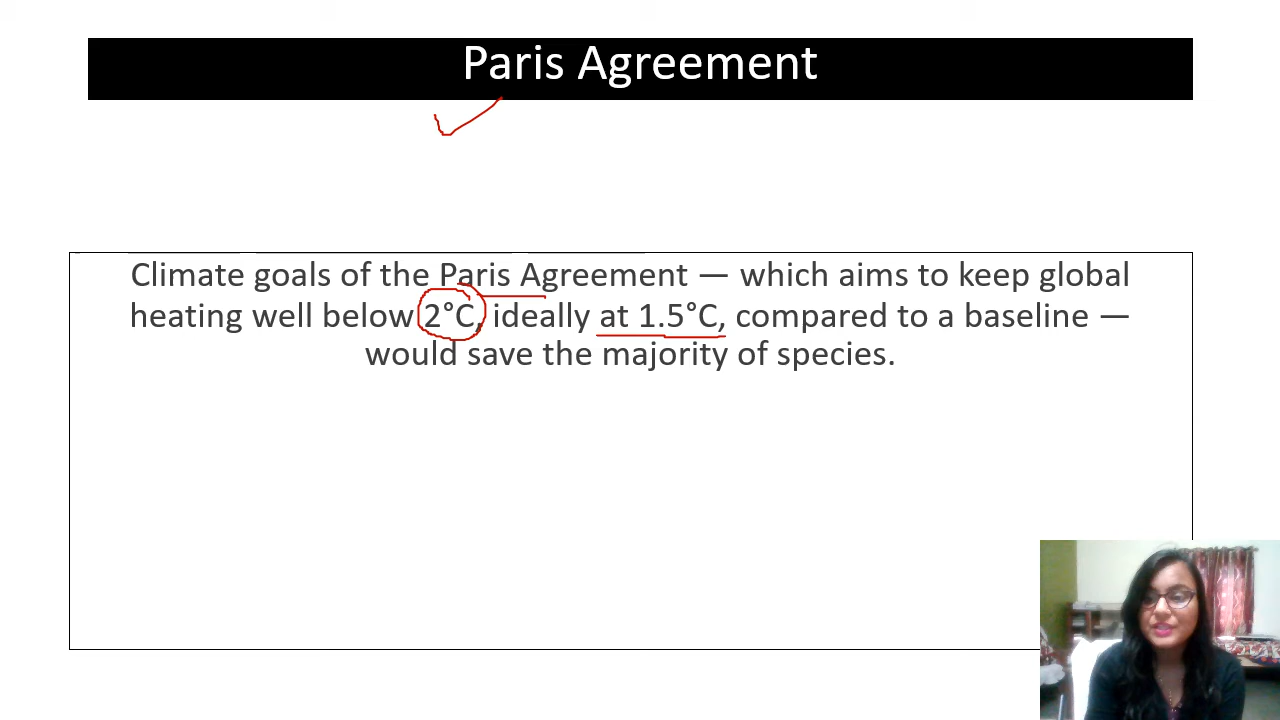 Paris Agreement
Climate goals of the Paris Agreement — which aims to keep global
heating well below 2°C, ideally at 1.5°C, compared to a baseline —
would save the majority of species.